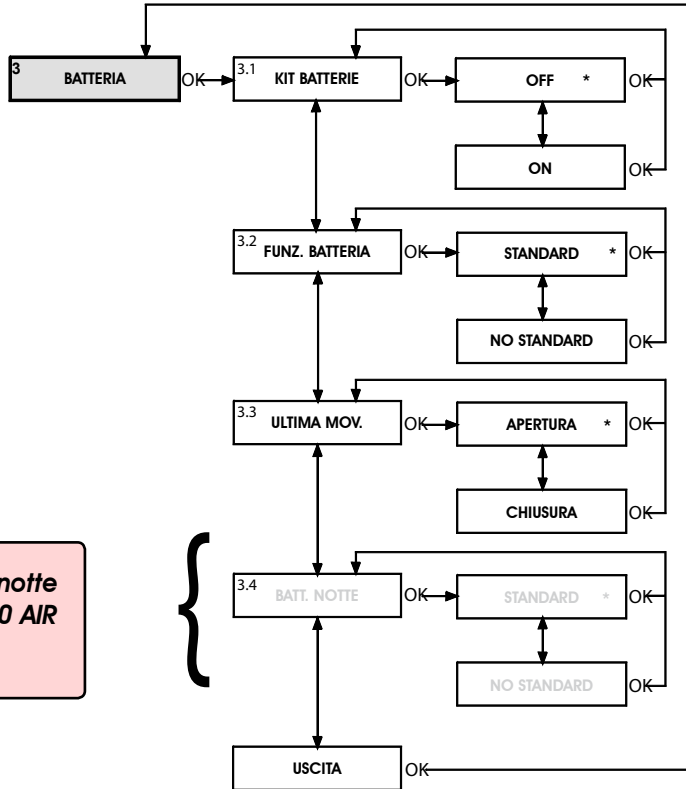 3
BATTERIA OK
3.1
KIT BATTERIE OK
OFF * OK
ON OK
3.2
FUNZ. BATTERIA OK
STANDARD * OK
NO STANDARD OK
3.3
ULTIMA MOV. OK
APERTURA * OK
CHIUSURA OK
notte
0 AIR
{
3.4
BATT. NOTTE OK
STANDARD * OK
NO STANDARD OK
USCITA OK